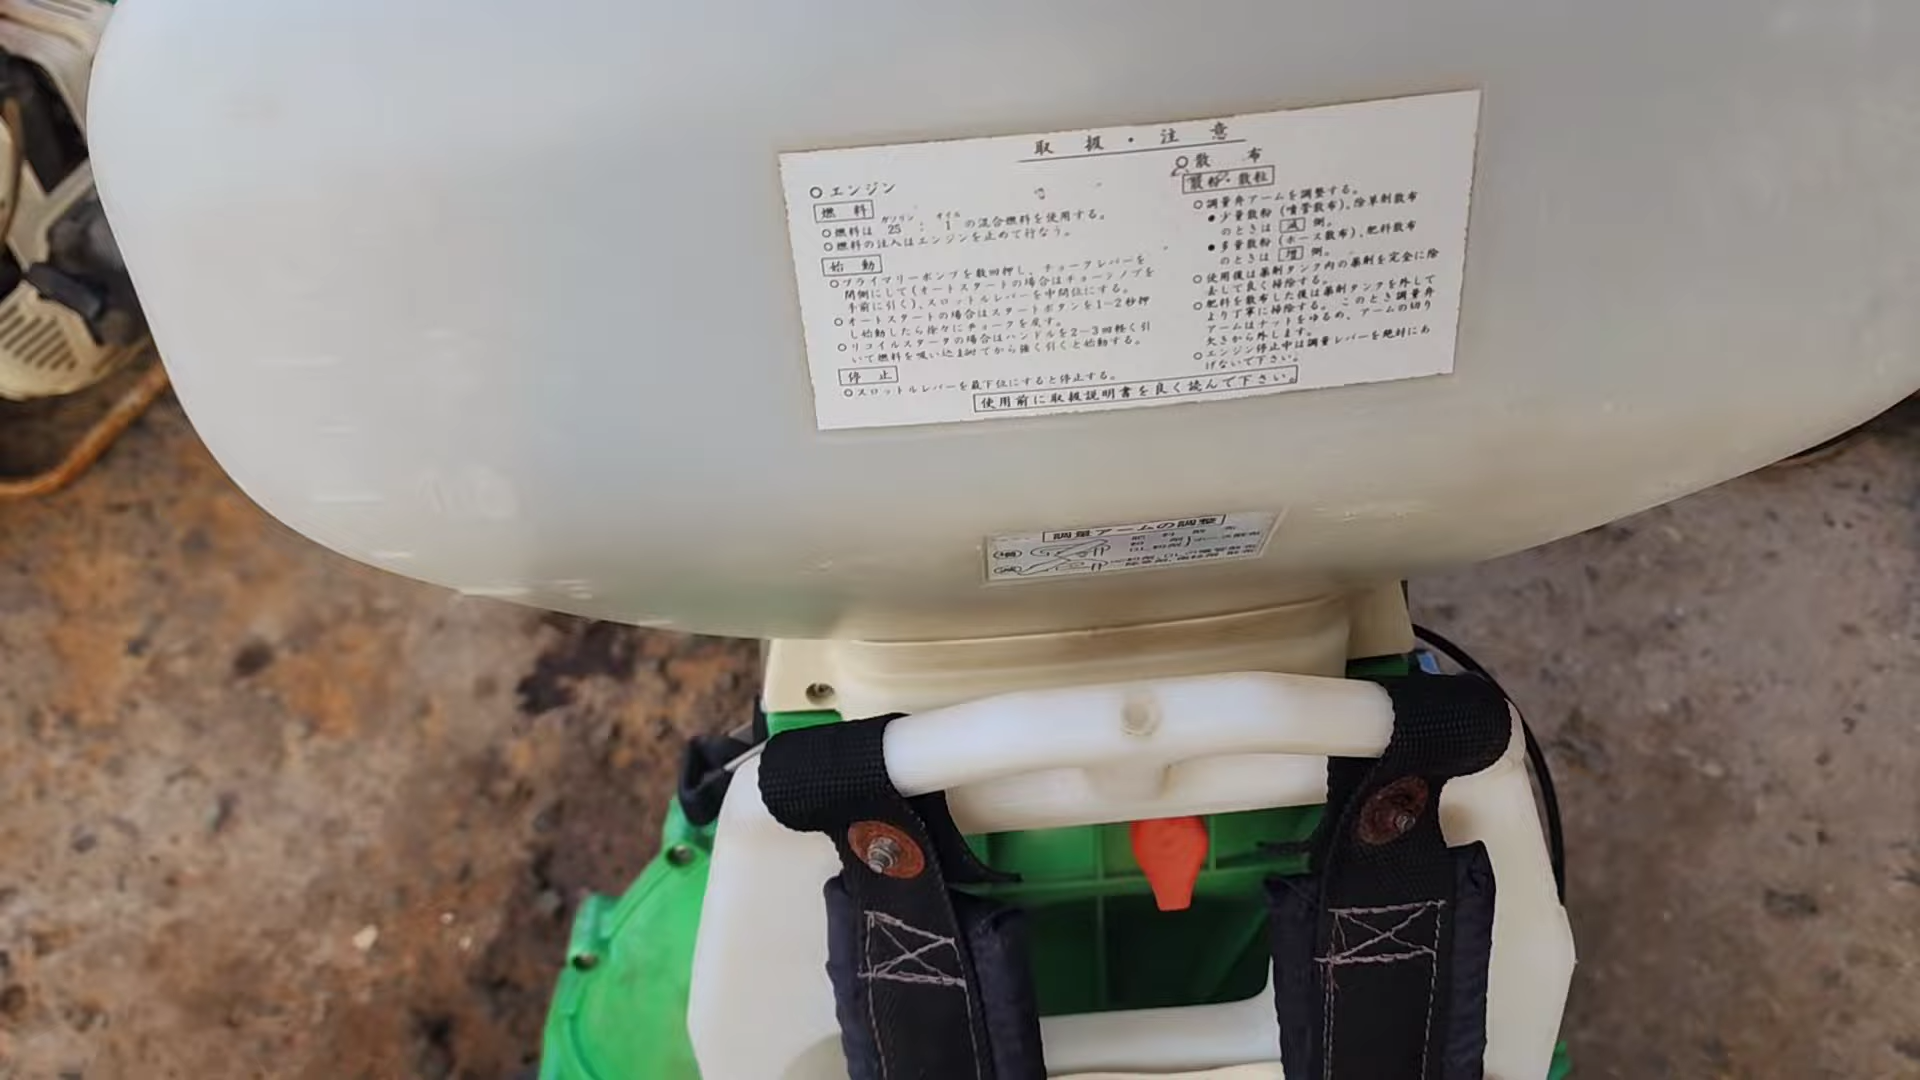 取扱・注意
○エンジン
燃料
ガソリン オイル
○燃料は 25 : 1 の混合燃料を使用する。
○燃料の注入はエンジンを止めて行なう。
始動
○プライマリーポンプを数回押し、チョークレバーを
閉側にして(オートスタートの場合はチョークノブを
手前に引く)、スロットルレバーを中間位にする。
○オートスタートの場合はスタートボタンを1〜2秒押
し始動したら徐々にチョークを戻す。
○リコイルスタータの場合はハンドルを2〜3回軽く引
いて燃料を吸い込ませてから強く引くと始動する。
停止
○スロットルレバーを最下位にすると停止する。
○散布
散粉・散粒
○調量弁アームを調整する。
●少量散粉(噴管散布)、除草剤散布
のときは 減 側。
●多量散粉(ホース散布)、肥料散布
のときは 増 側。
○使用後は薬剤タンク内の薬剤を完全に除
去して良く掃除する。
○肥料を散布した後は薬剤タンクを外して
より丁寧に掃除する。このとき調量弁
アームはナットをゆるめ、アームの切り
欠きから外します。
○エンジン停止中は調量レバーを絶対にあ
げないで下さい。
使用前に取扱説明書を良く読んで下さい。
調量アームの調整